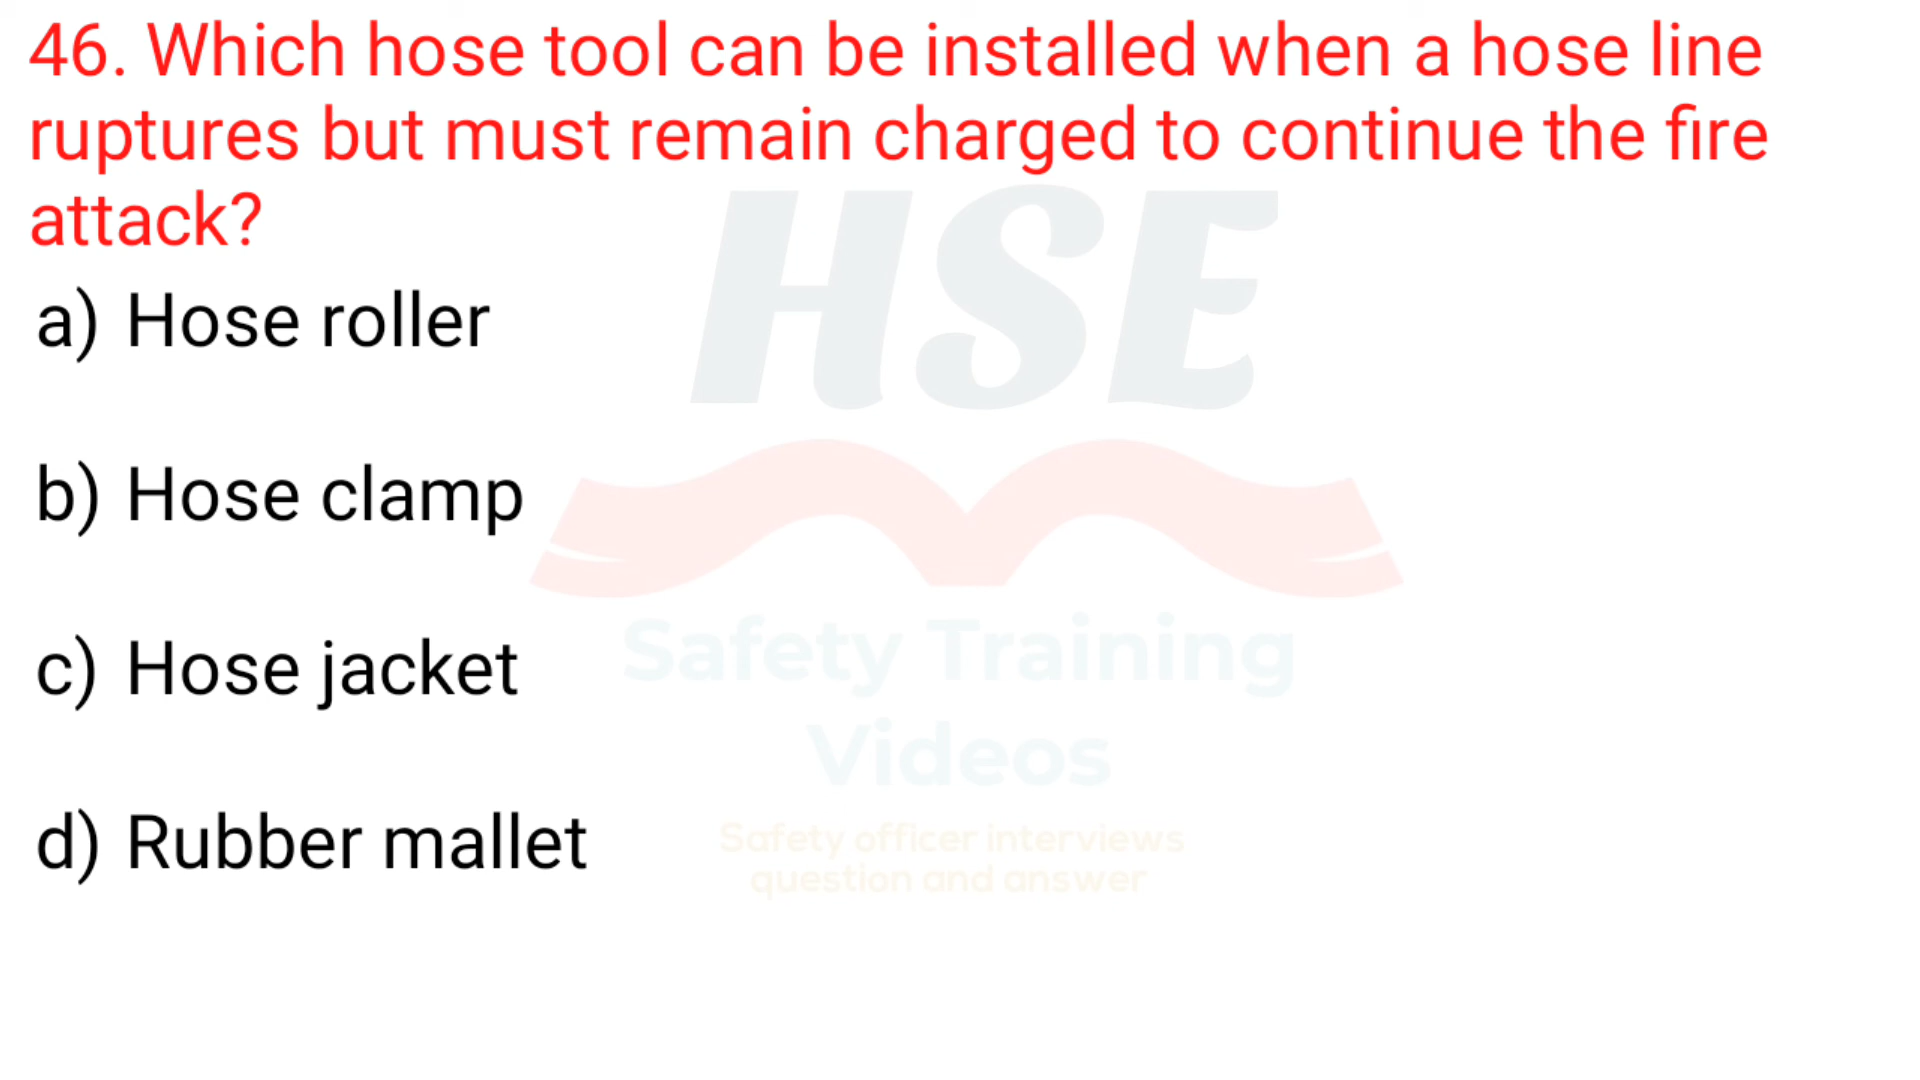 46. Which hose tool can be installed when a hose line
ruptures but must remain charged to continue the fire
attack?
HSE
a) Hose roller
b) Hose clamp
c) Hose jacket
Safety Training
Videos
d) Rubber mallet
Safety officer interviews
question and answer